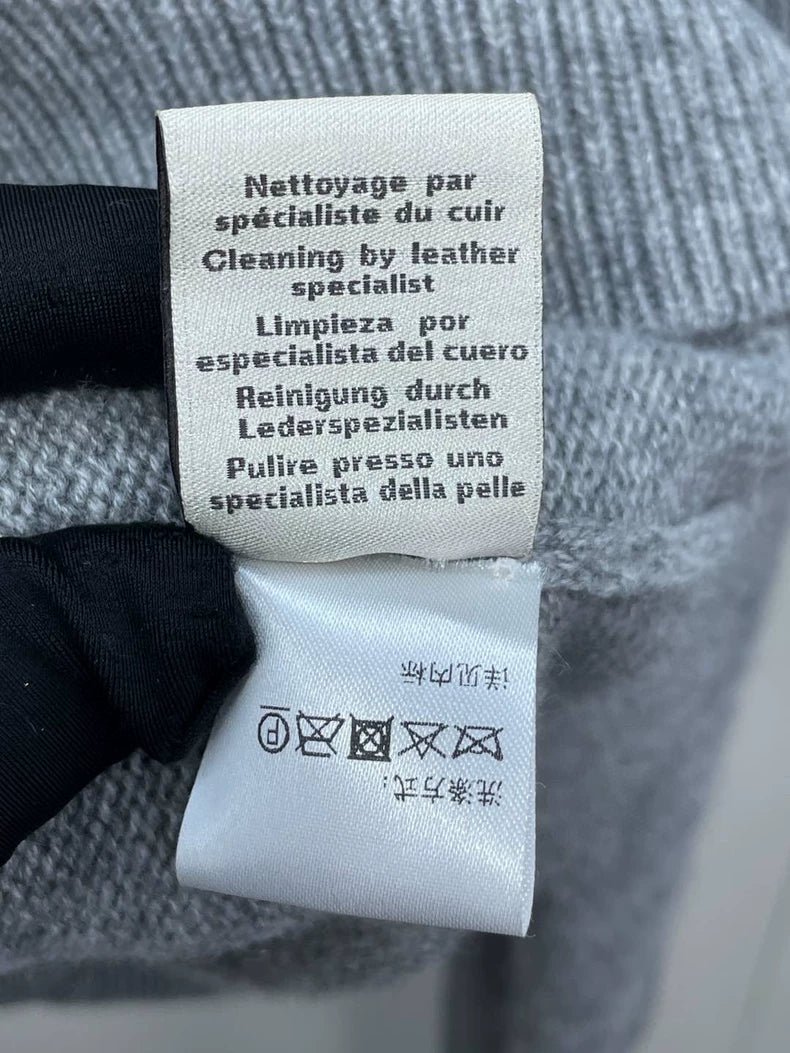 Nettoyage par
spécialiste du cuir
Cleaning by leather
specialist
Limpieza por
especialista del cuero
Reinigung durch
Lederspezialisten
Pulire presso uno
specialista della pelle
洗涤方式:
P
详见内标